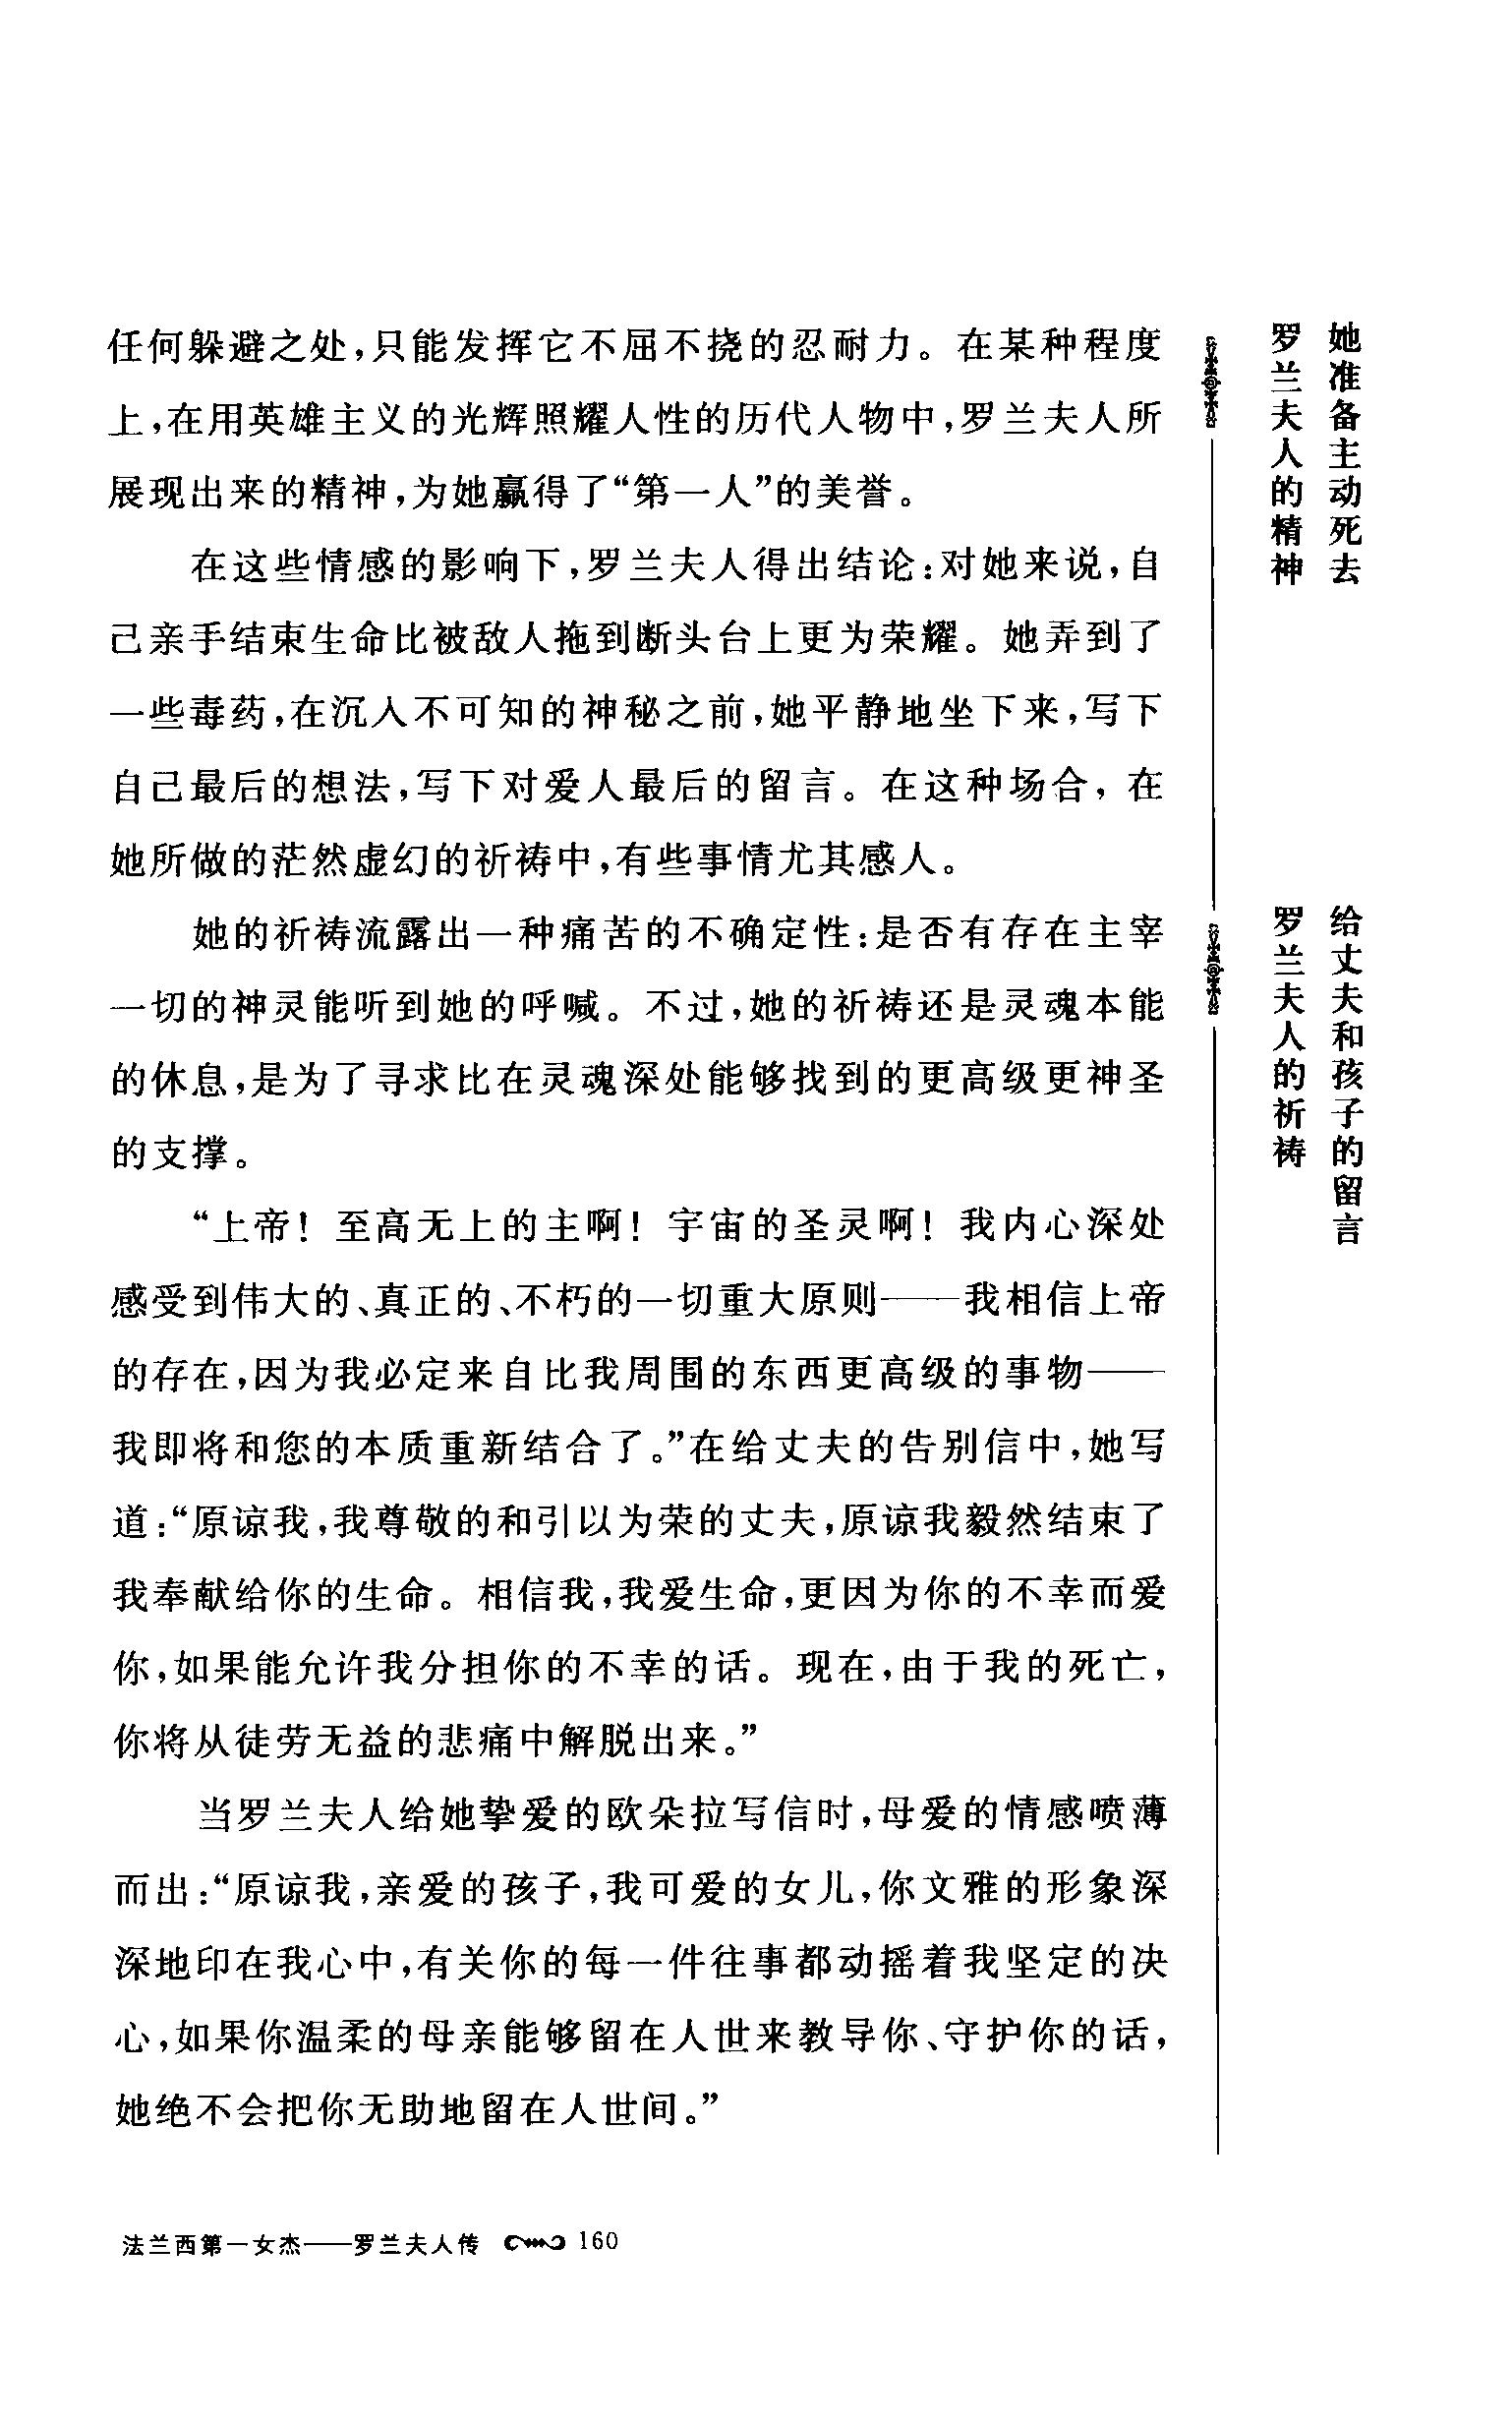 任何躲避之处，只能发挥它不屈不挠的忍耐力。在某种程度
上，在用英雄主义的光辉照耀人性的历代人物中，罗兰夫人所
展现出来的精神，为她赢得了“第一人”的美誉。
在这些情感的影响下，罗兰夫人得出结论：对她来说，自
己亲手结束生命比被敌人拖到断头台上更为荣耀。她弄到了
一些毒药，在沉入不可知的神秘之前，她平静地坐下来，写下
自己最后的想法，写下对爱人最后的留言。在这种场合，在
她所做的茫然虚幻的祈祷中，有些事情尤其感人。
她的祈祷流露出一种痛苦的不确定性：是否有存在主宰
一切的神灵能听到她的呼喊。不过，她的祈祷还是灵魂本能
的休息，是为了寻求比在灵魂深处能够找到的更高级更神圣
的支撑。
“上帝！至高无上的主啊！宇宙的圣灵啊！我内心深处
感受到伟大的、真正的、不朽的一切重大原则——我相信上帝
的存在，因为我必定来自比我周围的东西更高级的事物——
我即将和您的本质重新结合了。”在给丈夫的告别信中，她写
道：“原谅我，我尊敬的和引以为荣的丈夫，原谅我毅然结束了
我奉献给你的生命。相信我，我爱生命，更因为你的不幸而爱
你，如果能允许我分担你的不幸的话。现在，由于我的死亡，
你将从徒劳无益的悲痛中解脱出来。”
当罗兰夫人给她挚爱的欧朵拉写信时，母爱的情感喷薄
而出：“原谅我，亲爱的孩子，我可爱的女儿，你文雅的形象深
深地印在我心中，有关你的每一件往事都动摇着我坚定的决
心，如果你温柔的母亲能够留在人世来教导你、守护你的话，
她绝不会把你无助地留在人世间。”
她准备主动死去
罗兰夫人的精神
给丈夫和孩子的留言
罗兰夫人的祈祷
法兰西第一女杰——罗兰夫人传 160